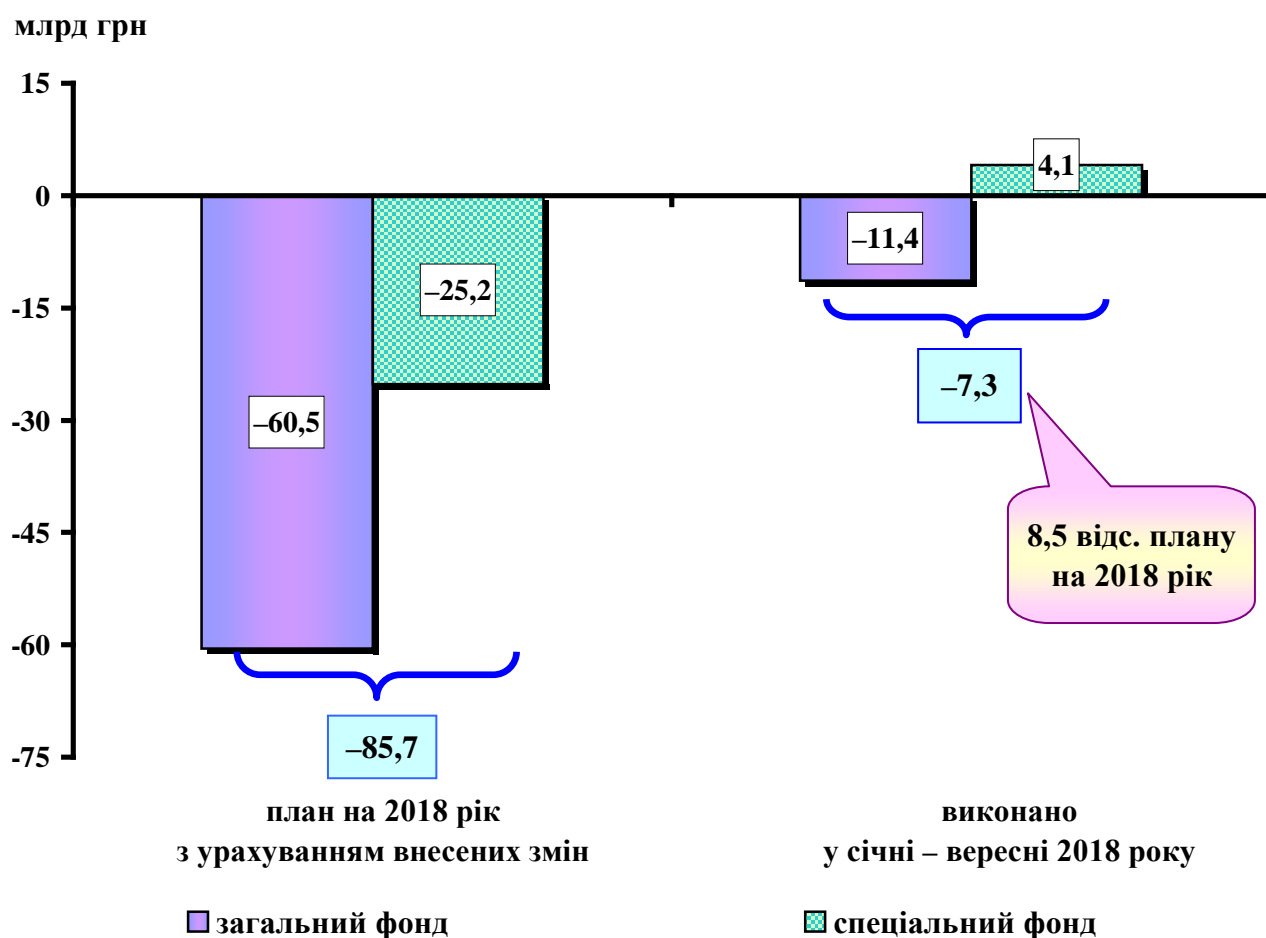 млрд грн
15
0
-15
-30
-45
-60
-75
–60,5
–25,2
–85,7
–11,4
4,1
–7,3
8,5 відс. плану
на 2018 рік
план на 2018 рік
з урахуванням внесених змін
виконано
у січні – вересні 2018 року
загальний фонд
спеціальний фонд